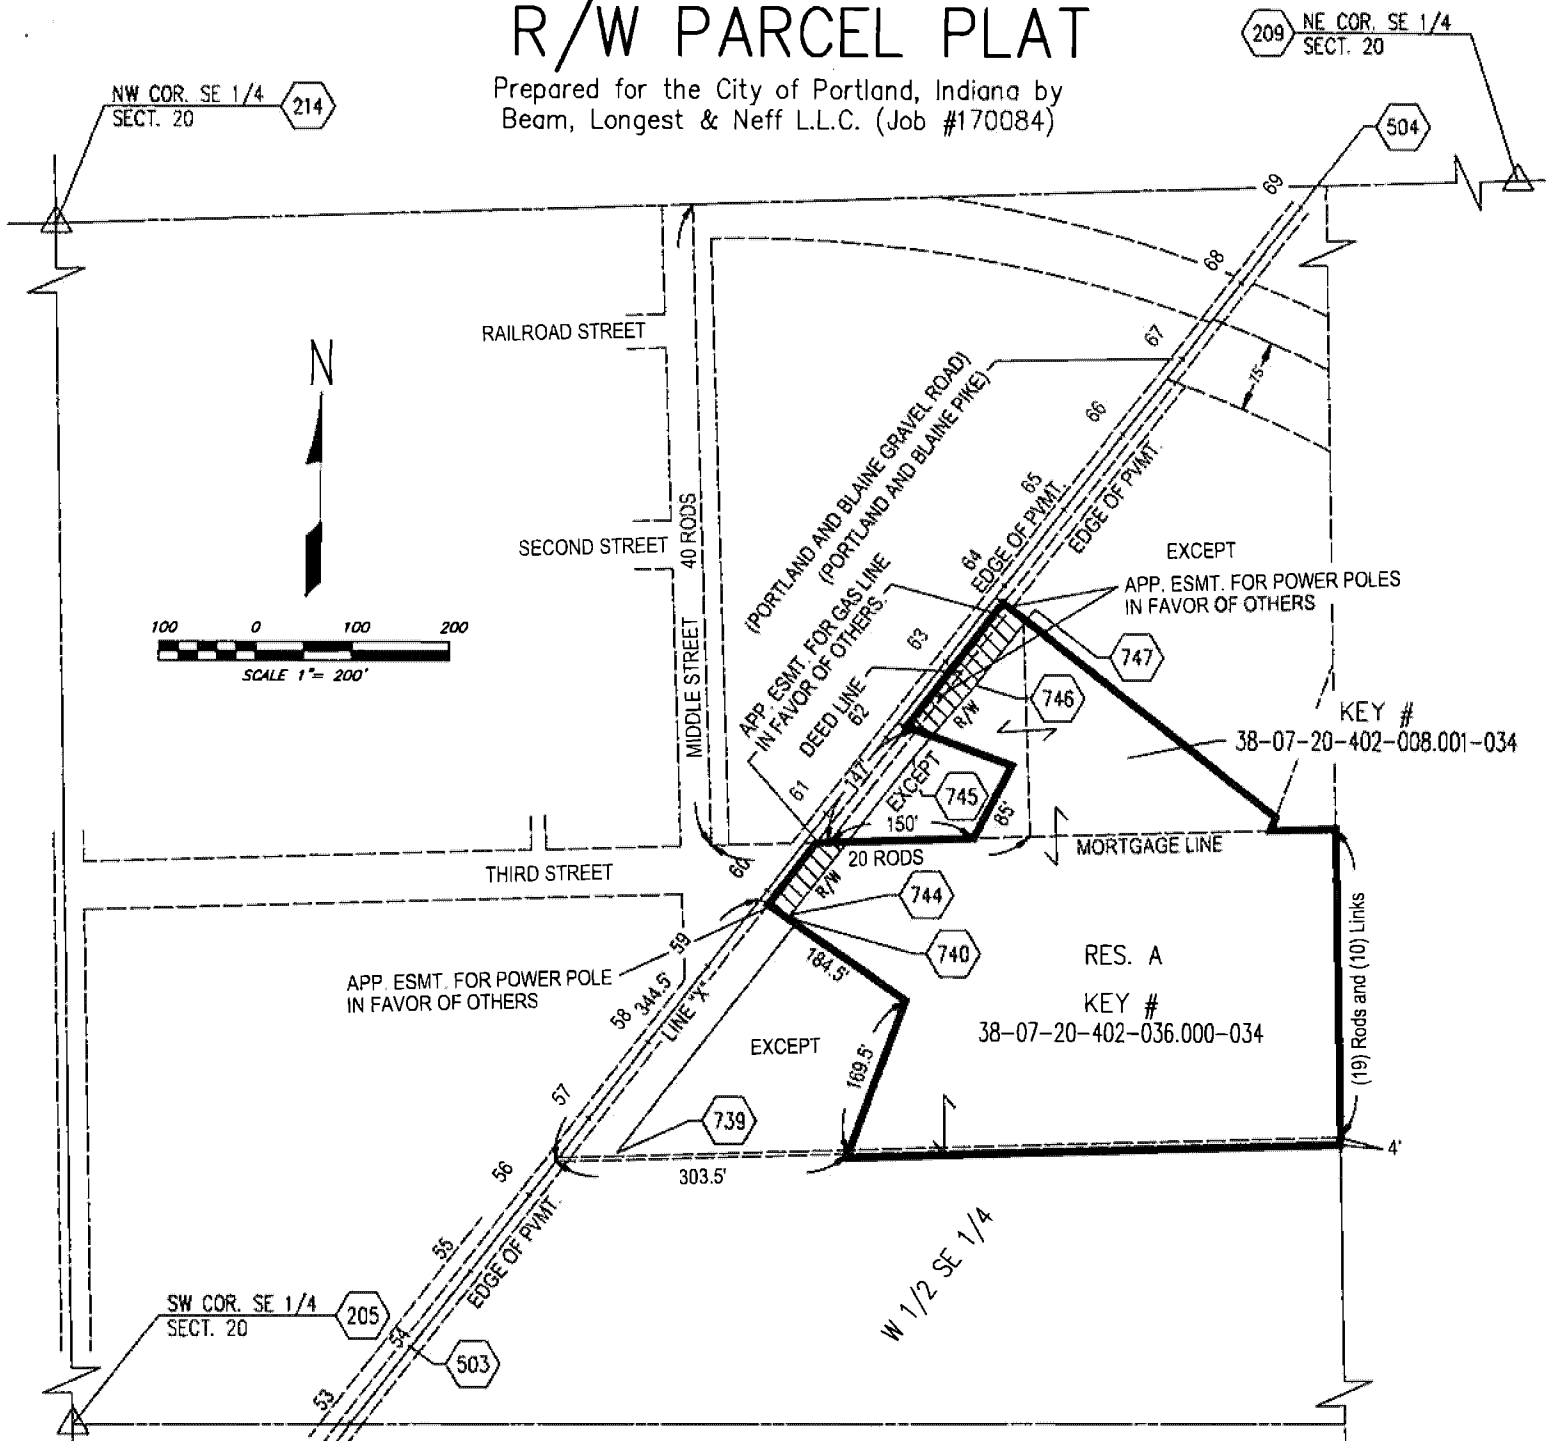 R/W PARCEL PLAT
Prepared for the City of Portland, Indiana by
Beam, Longest & Neff L.L.C. (Job #170084)
209
NE COR. SE 1/4
SECT. 20
NW COR. SE 1/4
SECT. 20
214
504
69
68
67
66
65
64
63
62
61
60
59
58
57
56
55
54
53
RAILROAD STREET
N
SECOND STREET
40 RODS
MIDDLE STREET
100 0 100 200
SCALE 1"= 200'
(PORTLAND AND BLAINE GRAVEL ROAD)
(PORTLAND AND BLAINE PIKE)
15'
EDGE OF PVMT.
EDGE OF PVMT.
EXCEPT
APP. ESMT. FOR POWER POLES
IN FAVOR OF OTHERS
APP. ESMT. FOR GAS LINE
IN FAVOR OF OTHERS.
DEED LINE
747
746
R/W
KEY #
38-07-20-402-008.001-034
147'
EXCEPT
745
150'
85'
20 RODS
MORTGAGE LINE
THIRD STREET
R/W
744
740
184.5'
RES. A
KEY #
38-07-20-402-036.000-034
(19) Rods and (10) Links
APP. ESMT. FOR POWER POLE
IN FAVOR OF OTHERS
344.5'
LINE "X"
EXCEPT
169.5'
739
303.5'
4'
EDGE OF PVMT.
W 1/2 SE 1/4
SW COR. SE 1/4
SECT. 20
205
503